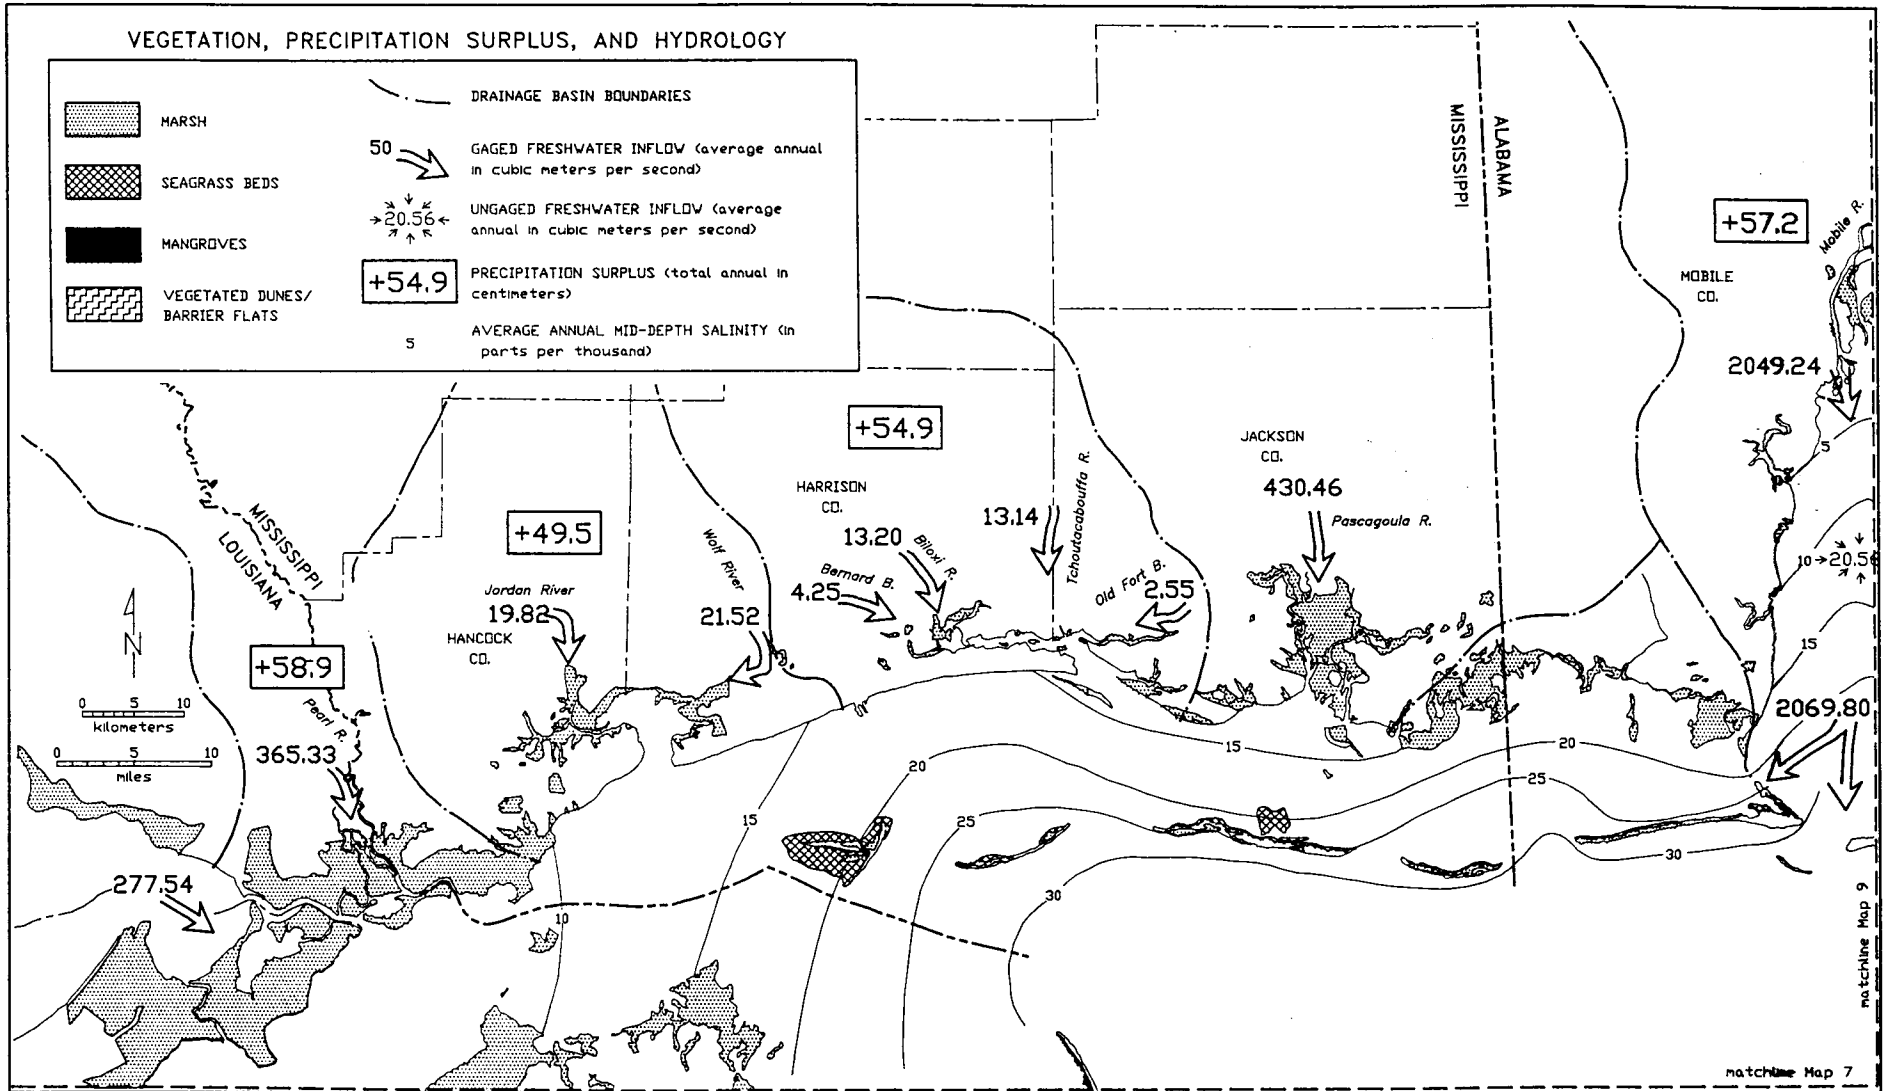 VEGETATION, PRECIPITATION SURPLUS, AND HYDROLOGY
MARSH
SEAGRASS BEDS
MANGROVES
VEGETATED DUNES/
BARRIER FLATS
DRAINAGE BASIN BOUNDARIES
50
GAGED FRESHWATER INFLOW (average annual
in cubic meters per second)
20.56
UNGAGED FRESHWATER INFLOW (average
annual in cubic meters per second)
+54.9
PRECIPITATION SURPLUS (total annual in
centimeters)
5
AVERAGE ANNUAL MID-DEPTH SALINITY (in
parts per thousand)
MISSISSIPPI
ALABAMA
+57.2
Mobile R.
MOBILE
CO.
2049.24
5
+54.9
JACKSON
CO.
430.46
Pascagoula R.
HARRISON
CO.
13.20
Biloxi R.
13.14
Tchoutacabouffa R.
Bernard B.
4.25
Old Fort B.
2.55
10
20.56
15
MISSISSIPPI
LOUISIANA
+49.5
Wolf River
21.52
Jordan River
19.82
HANCOCK
CO.
N
+58.9
Pearl R.
365.33
0 5 10
kilometers
0 5 10
miles
2069.80
15
20
20
25
15
25
30
30
277.54
10
matchline Map 9
matchline Map 7